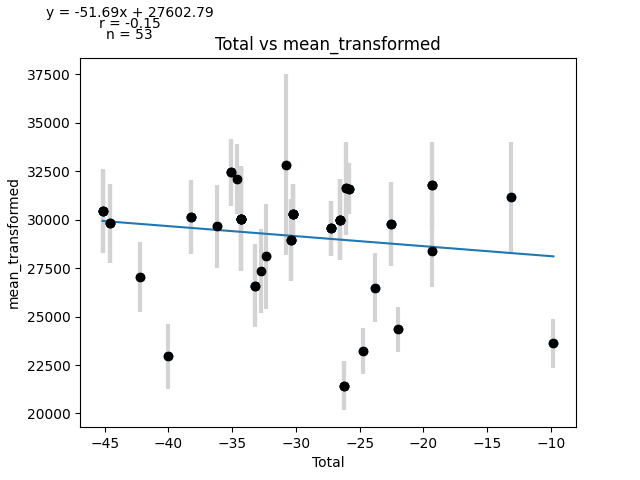 y = -51.69x + 27602.79
r = -0.15
n = 53
Total vs mean_transformed
37500
35000
32500
30000
27500
25000
22500
20000
mean_transformed
−45
−40
−35
−30
−25
−20
−15
−10
Total